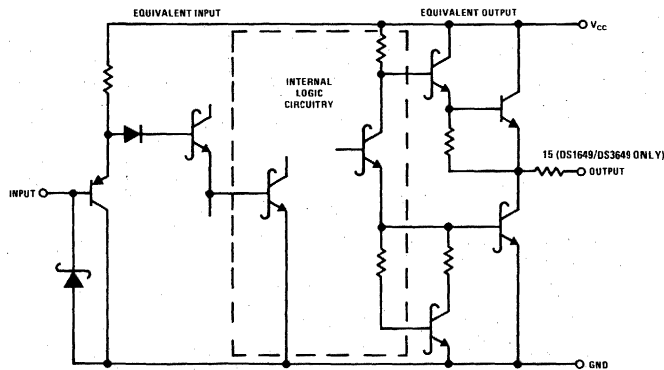 EQUIVALENT INPUT
EQUIVALENT OUTPUT
VCC
INTERNAL
LOGIC
CIRCUITRY
15 (DS1649/DS3649 ONLY)
INPUT
OUTPUT
GND